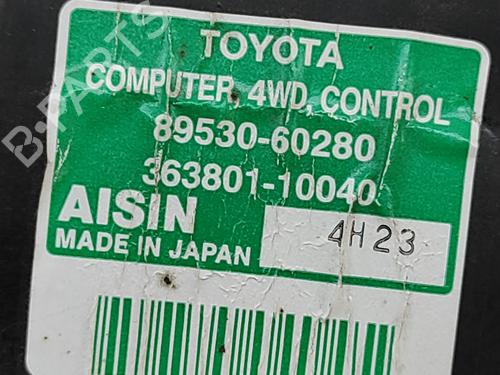 TOYOTA
COMPUTER, 4WD, CONTROL
89530-60280
363801-10040
AISIN
MADE IN JAPAN
4H23
B-PARTS